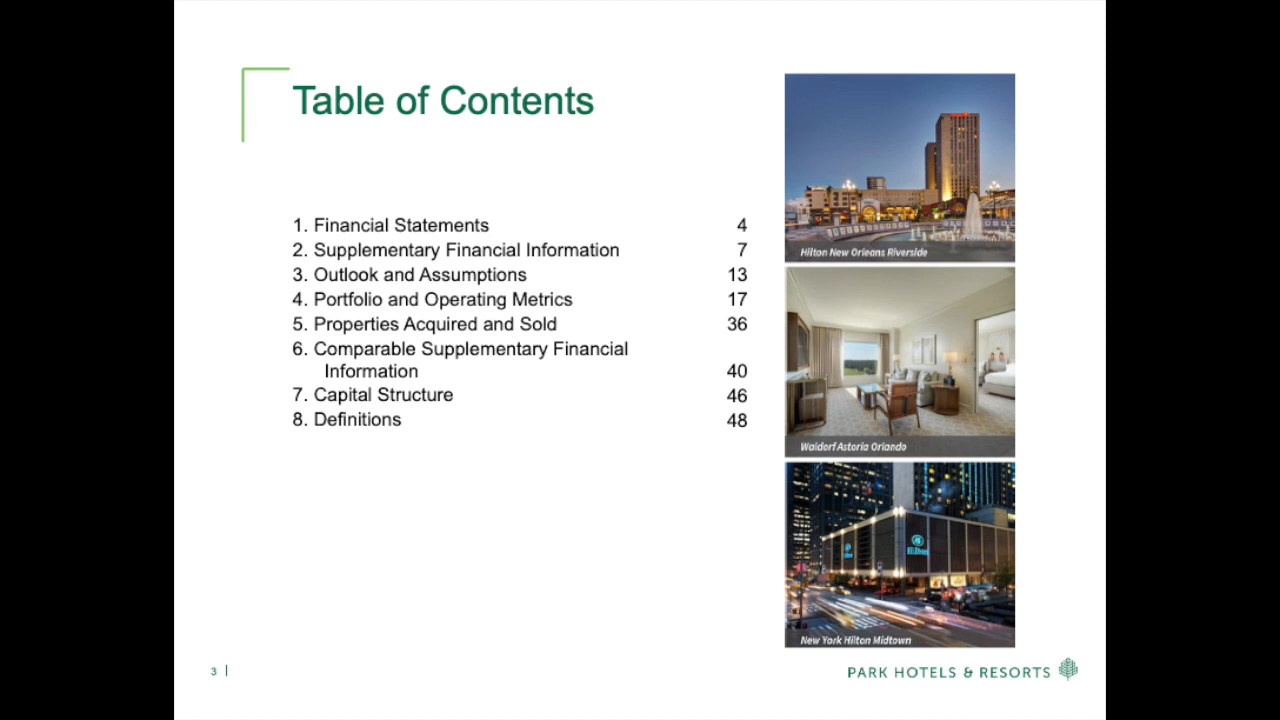 Table of Contents
1. Financial Statements 4
2. Supplementary Financial Information 7
3. Outlook and Assumptions 13
4. Portfolio and Operating Metrics 17
5. Properties Acquired and Sold 36
6. Comparable Supplementary Financial
Information 40
7. Capital Structure 46
8. Definitions 48
Hilton New Orleans Riverside
Waldorf Astoria Orlando
New York Hilton Midtown
3 |
PARK HOTELS & RESORTS